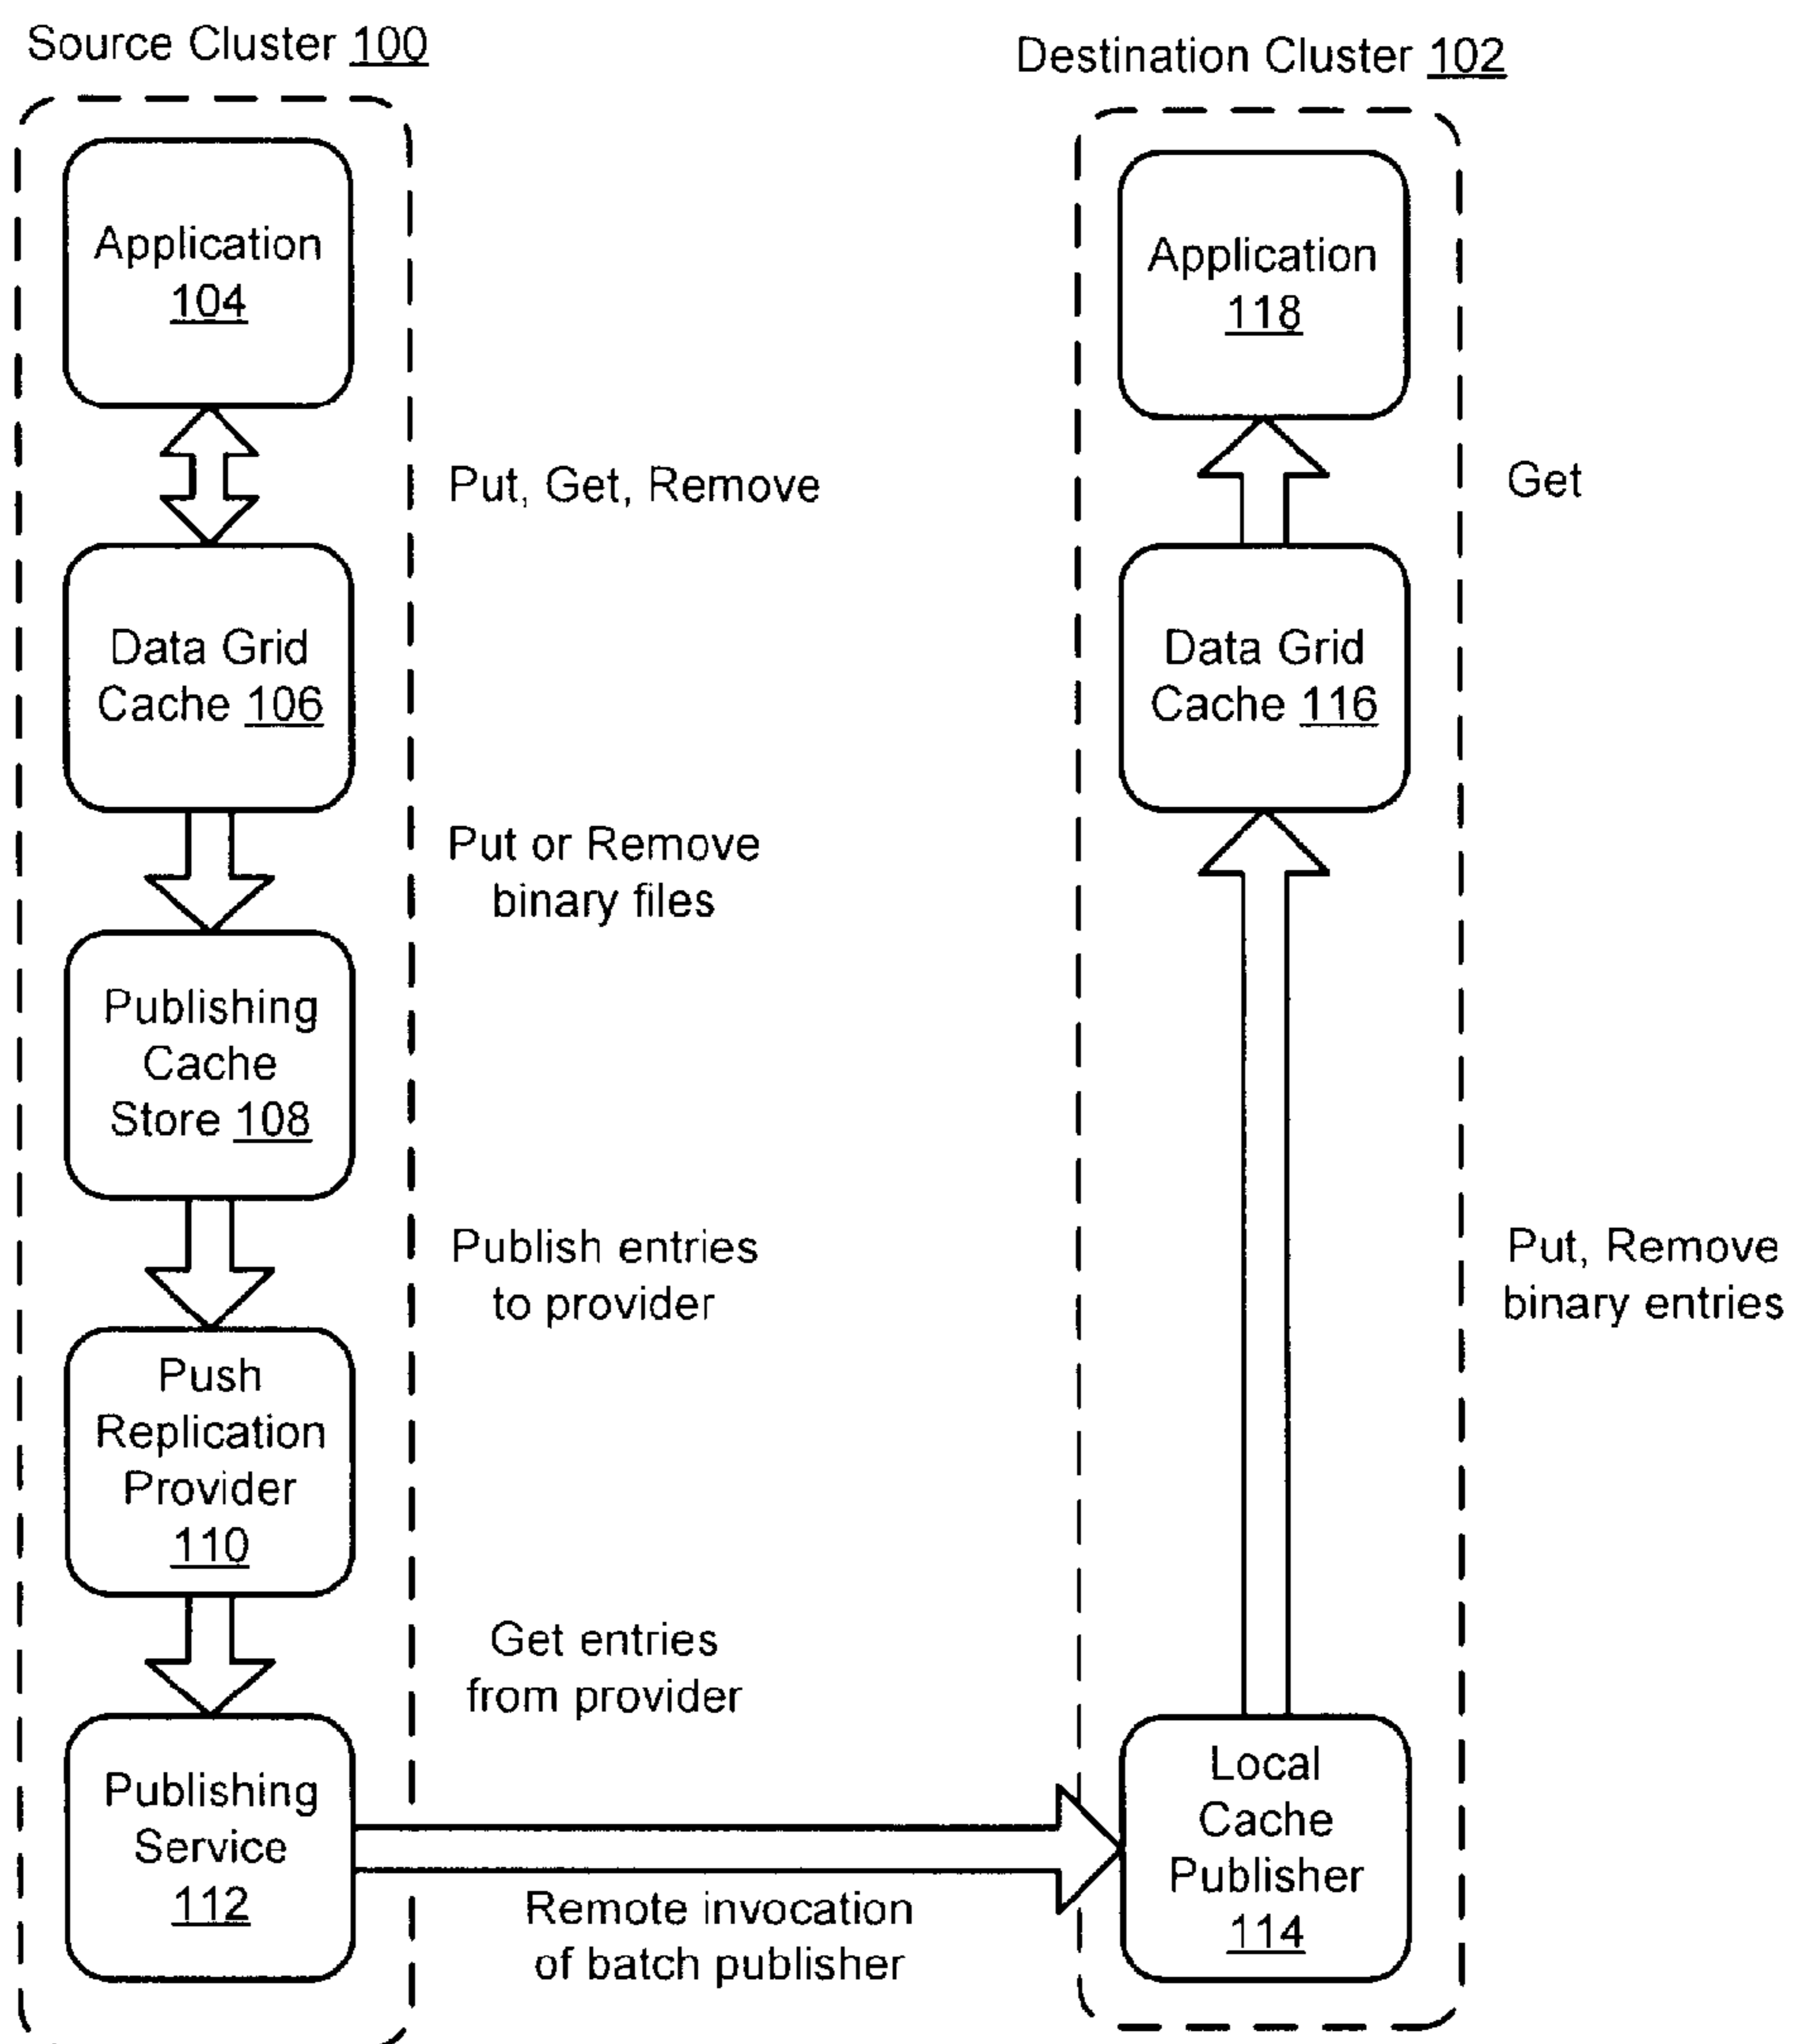 Source Cluster 100
Destination Cluster 102
Application
104
Application
118
Put, Get, Remove
Get
Data Grid
Cache 106
Data Grid
Cache 116
Put or Remove
binary files
Publishing
Cache
Store 108
Publish entries
to provider
Put, Remove
binary entries
Push
Replication
Provider
110
Get entries
from provider
Publishing
Service
112
Local
Cache
Publisher
114
Remote invocation
of batch publisher